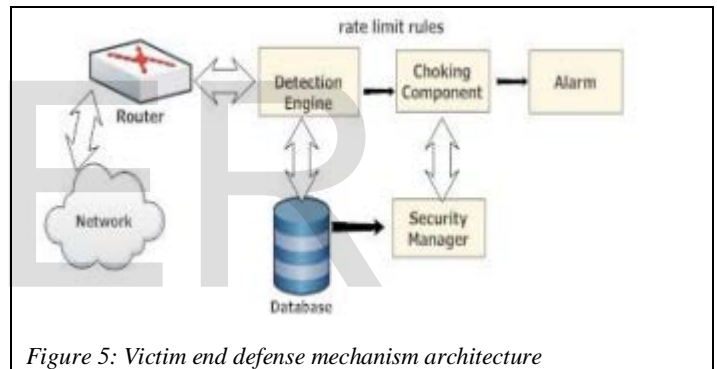 rate limit rules
Detection
Engine
Choking
Component
Alarm
Router
Network
Security
Manager
Database
Figure 5: Victim end defense mechanism architecture
ER